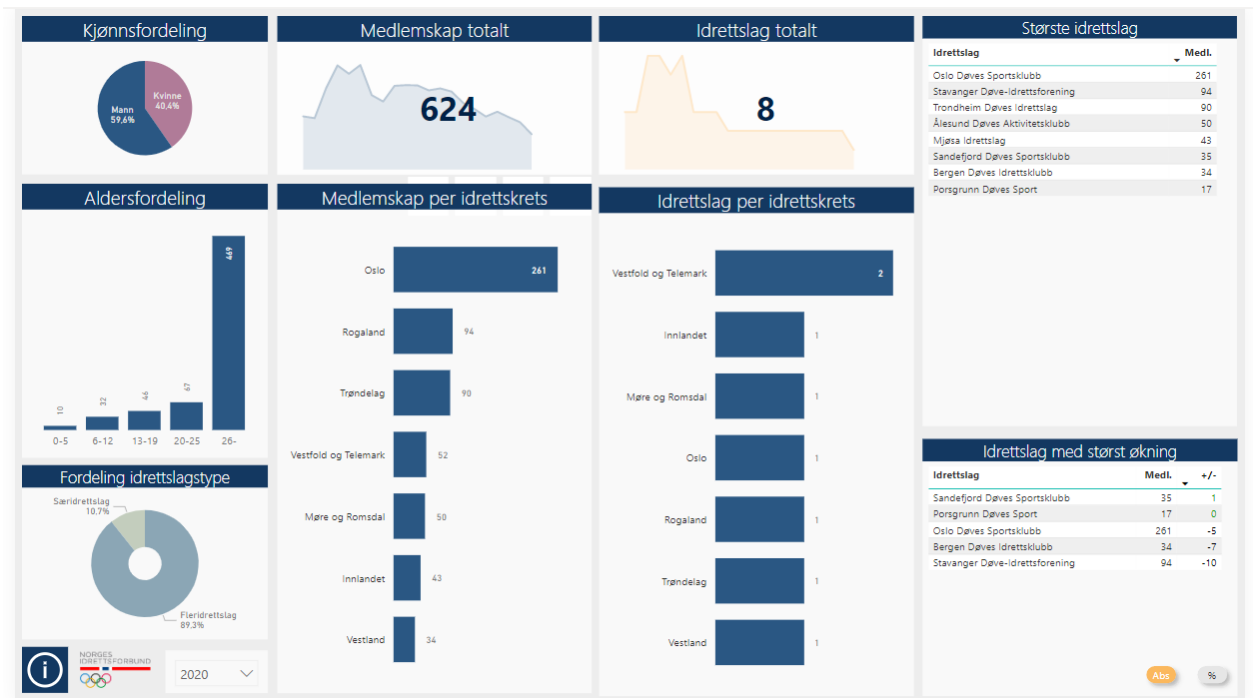 Kjønnsfordeling
Mann
59,6%
Kvinne
40,4%
Medlemskap totalt
624
Idrettslag totalt
8
Største idrettslag
Idrettslag Medl.
Oslo Døves Sportsklubb 261
Stavanger Døve-Idrettsforening 94
Trondheim Døves Idrettslag 90
Ålesund Døves Aktivitetsklubb 50
Mjøsa Idrettslag 43
Sandefjord Døves Sportsklubb 35
Bergen Døves Idrettsklubb 34
Porsgrunn Døves Sport 17
Aldersfordeling
10 32 46 67 469
0-5 6-12 13-19 20-25 26-
Medlemskap per idrettskrets
Oslo 261
Rogaland 94
Trøndelag 90
Vestfold og Telemark 52
Møre og Romsdal 50
Innlandet 43
Vestland 34
Idrettslag per idrettskrets
Vestfold og Telemark 2
Innlandet 1
Møre og Romsdal 1
Oslo 1
Rogaland 1
Trøndelag 1
Vestland 1
Idrettslag med størst økning
Idrettslag Medl. +/-
Sandefjord Døves Sportsklubb 35 1
Porsgrunn Døves Sport 17 0
Oslo Døves Sportsklubb 261 -5
Bergen Døves Idrettsklubb 34 -7
Stavanger Døve-Idrettsforening 94 -10
Abs %
Fordeling idrettslagstype
Særidrettslag
10,7%
Fleridrettslag
89,3%
i
NORGES
IDRETTSFORBUND
2020